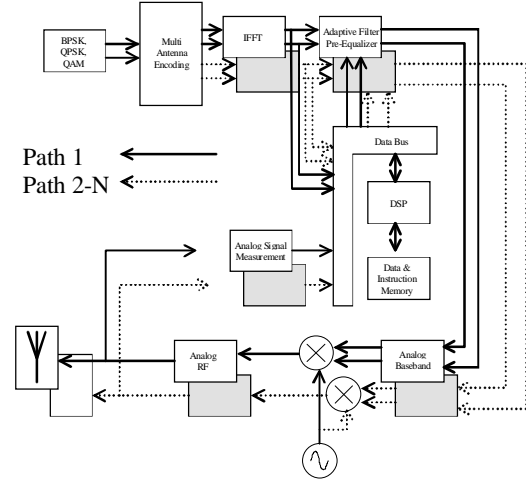 BPSK,
QPSK,
QAM
Multi
Antenna
Encoding
IFFT
Adaptive Filter
Pre-Equalizer
Data Bus
Path 1
Path 2-N
DSP
Analog Signal
Measurement
Data &
Instruction
Memory
Analog
RF
Analog
Baseband